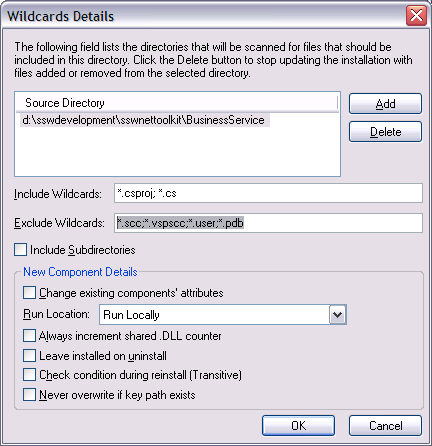 Wildcards Details
The following field lists the directories that will be scanned for files that should be
included in this directory. Click the Delete button to stop updating the installation with
files added or removed from the selected directory.
Source Directory
d:\sswdevelopment\sswnettoolkit\BusinessService
Add
Delete
Include Wildcards: *.csproj; *.cs
Exclude Wildcards: *.scc;*.vspscc;*.user;*.pdb
Include Subdirectories
New Component Details
Change existing components' attributes
Run Location: Run Locally
Always increment shared .DLL counter
Leave installed on uninstall
Check condition during reinstall (Transitive)
Never overwrite if key path exists
OK Cancel